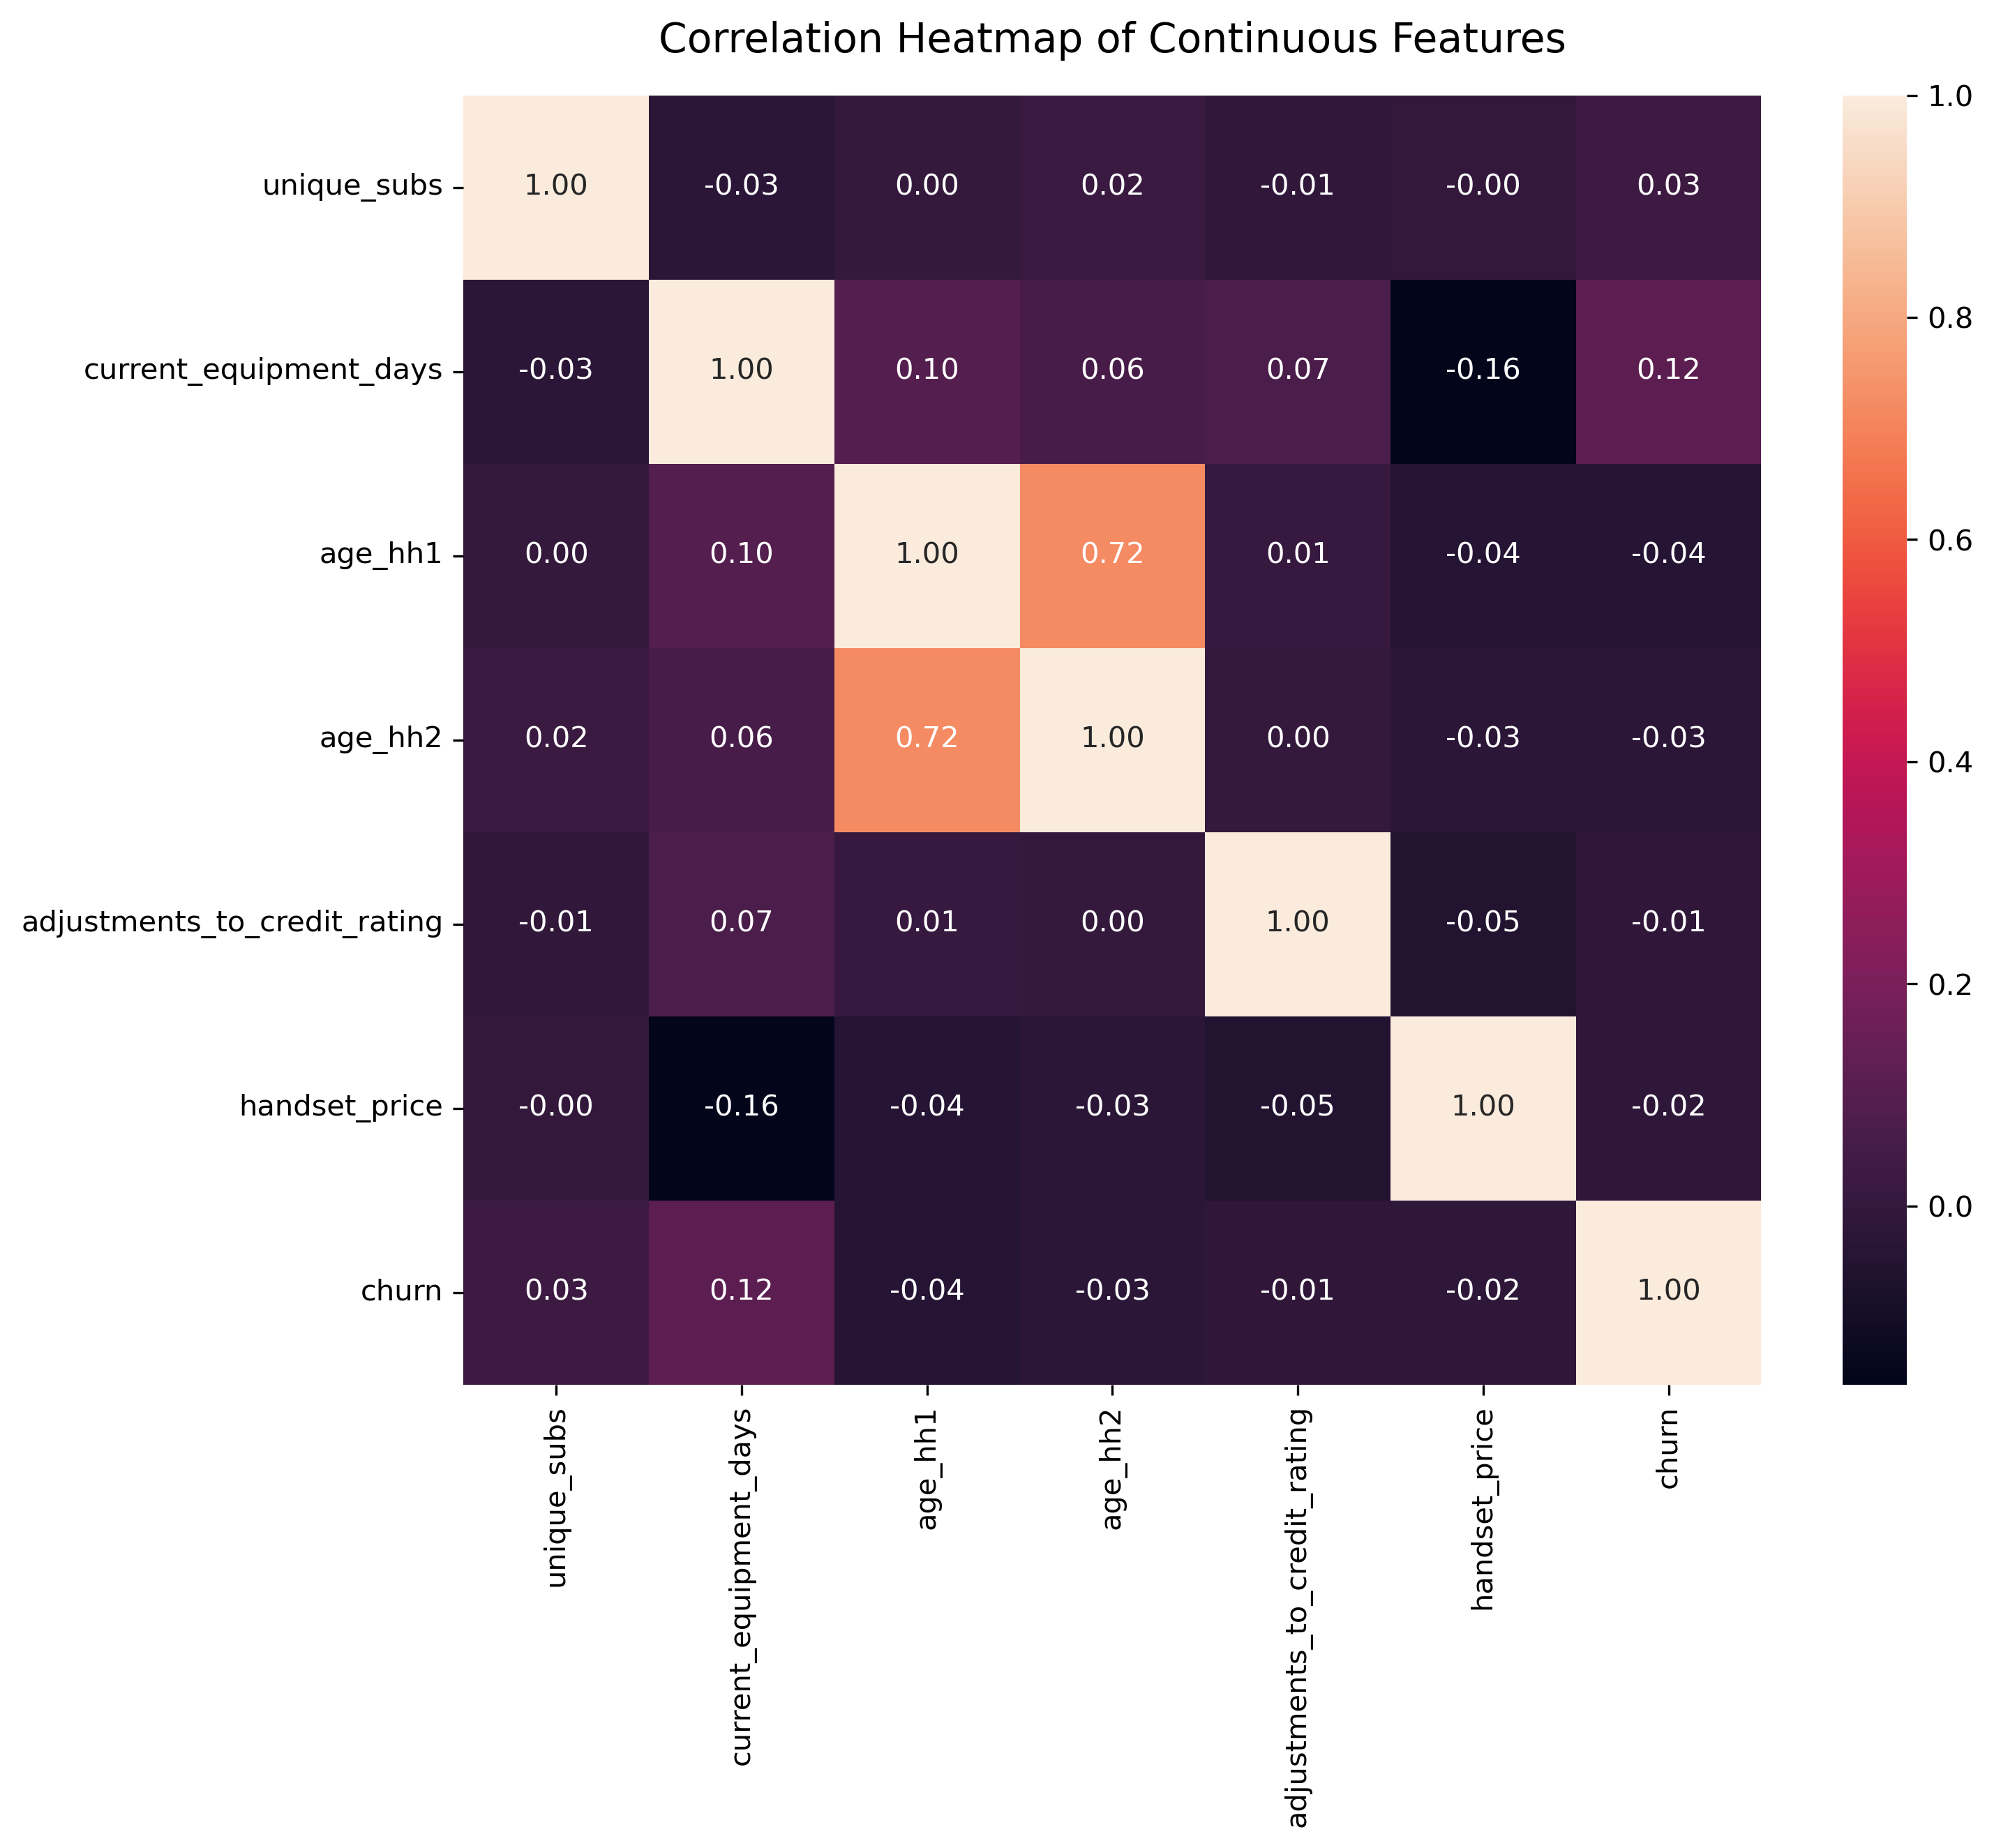 Correlation Heatmap of Continuous Features
unique_subs 1.00 -0.03 0.00 0.02 -0.01 -0.00 0.03
current_equipment_days -0.03 1.00 0.10 0.06 0.07 -0.16 0.12
age_hh1 0.00 0.10 1.00 0.72 0.01 -0.04 -0.04
age_hh2 0.02 0.06 0.72 1.00 0.00 -0.03 -0.03
adjustments_to_credit_rating -0.01 0.07 0.01 0.00 1.00 -0.05 -0.01
handset_price -0.00 -0.16 -0.04 -0.03 -0.05 1.00 -0.02
churn 0.03 0.12 -0.04 -0.03 -0.01 -0.02 1.00
unique_subs
current_equipment_days
age_hh1
age_hh2
adjustments_to_credit_rating
handset_price
churn
1.0
0.8
0.6
0.4
0.2
0.0